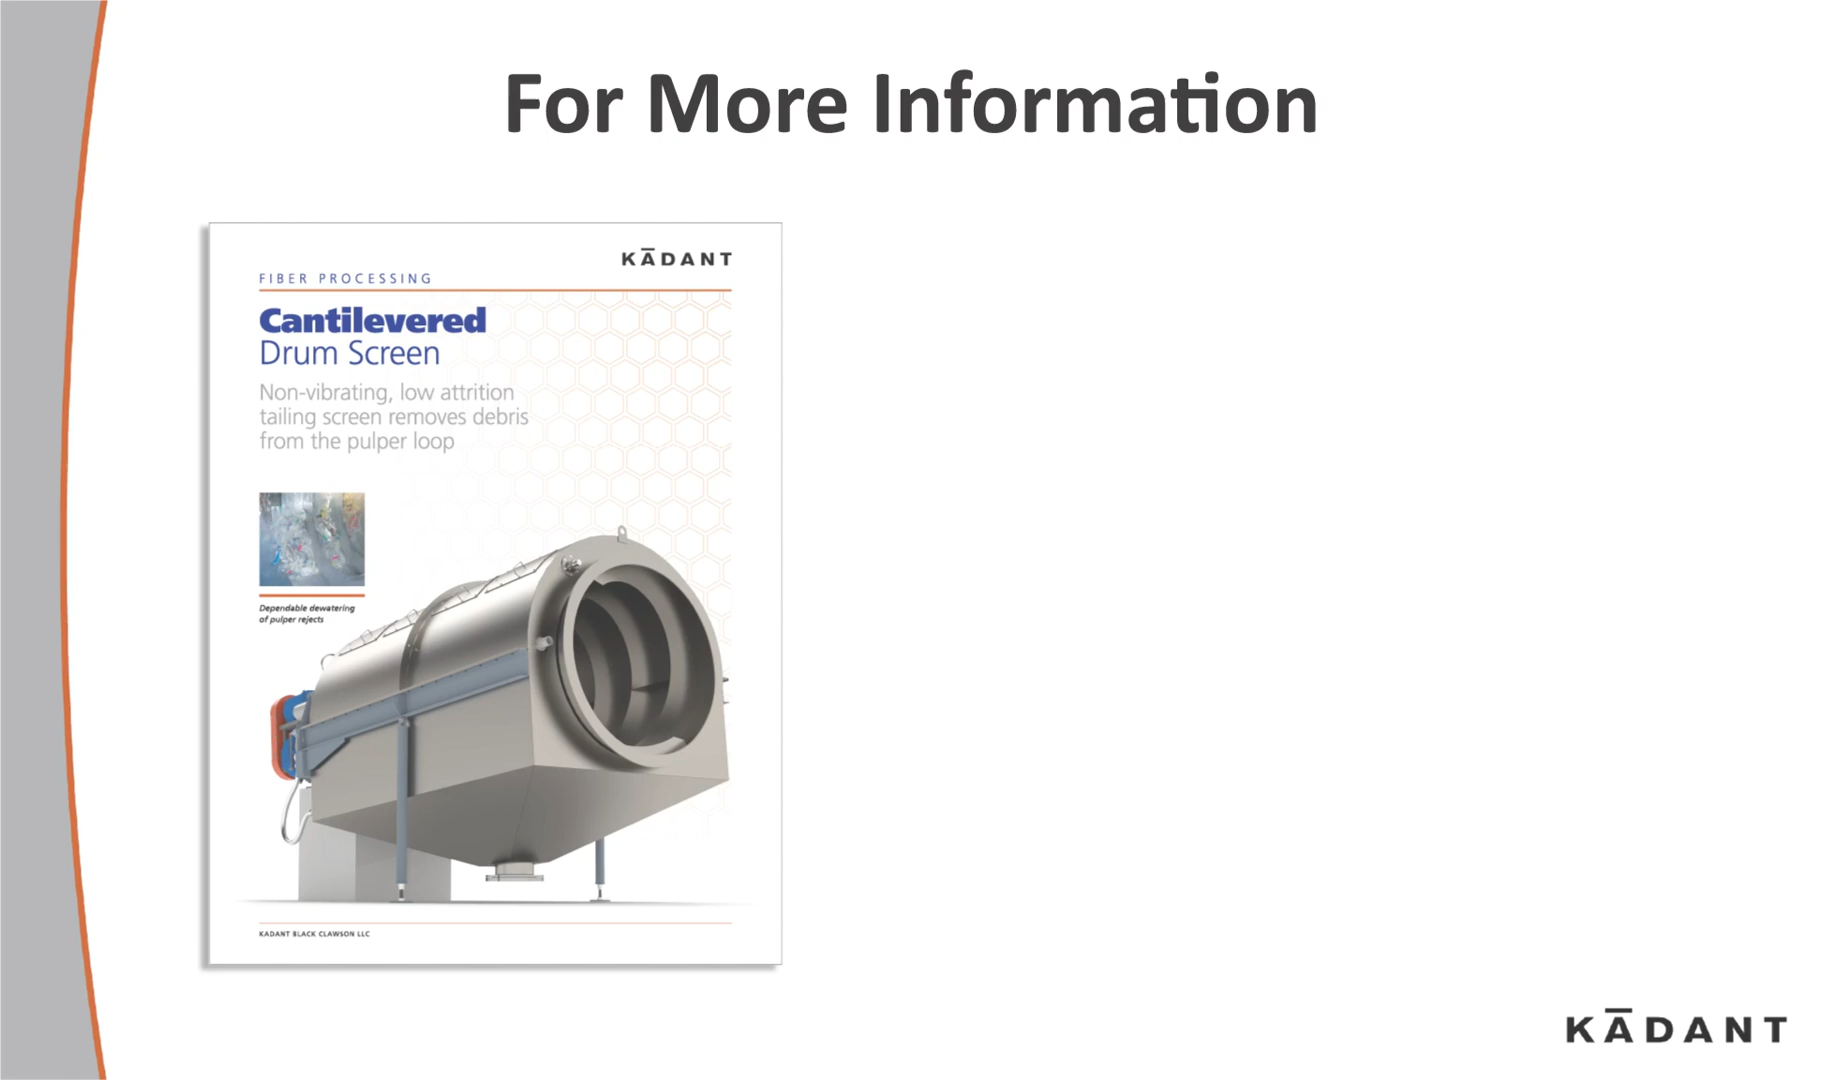 For More Information
KĀDANT
FIBER PROCESSING
Cantilevered
Drum Screen
Non-vibrating, low attrition
tailing screen removes debris
from the pulper loop
Dependable dewatering
of pulper rejects
KADANT BLACK CLAWSON LLC
KĀDANT